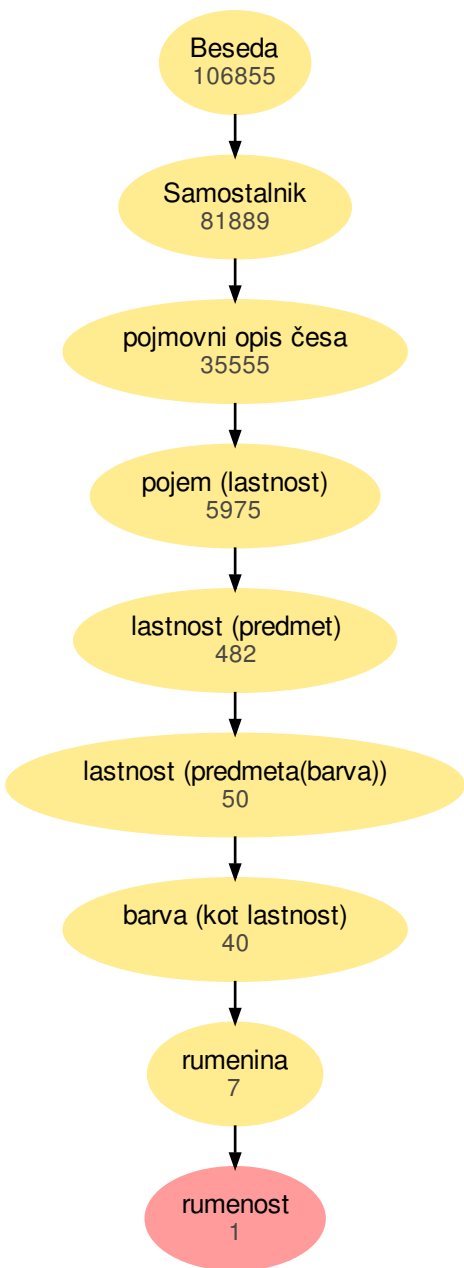 Beseda
106855
Samostalnik
81889
pojmovni opis česa
35555
pojem (lastnost)
5975
lastnost (predmet)
482
lastnost (predmeta(barva))
50
barva (kot lastnost)
40
rumenina
7
rumenost
1